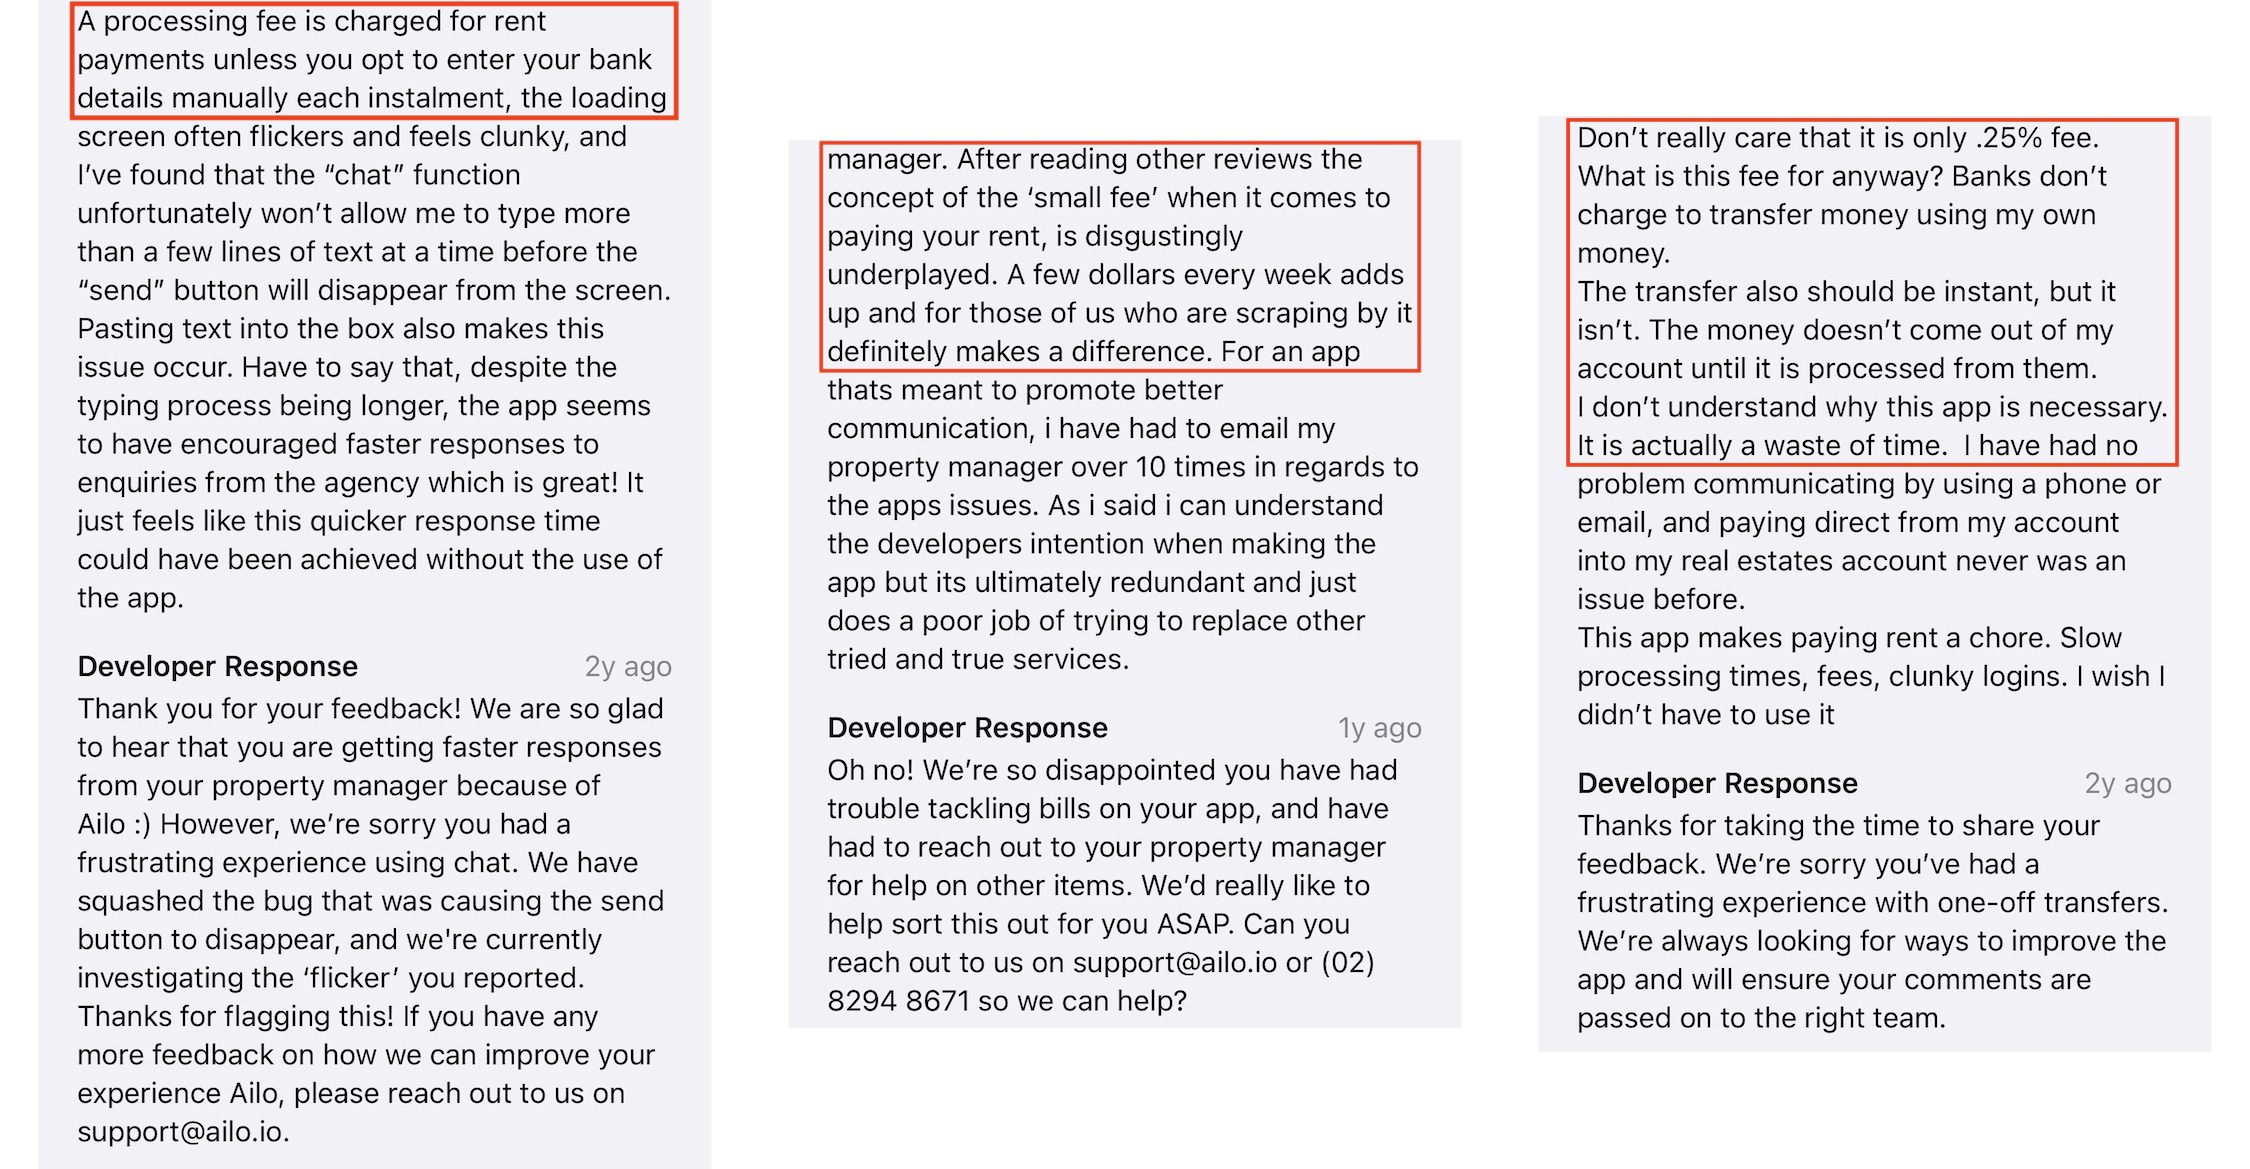 A processing fee is charged for rent
payments unless you opt to enter your bank
details manually each instalment, the loading
screen often flickers and feels clunky, and
I’ve found that the “chat” function
unfortunately won’t allow me to type more
than a few lines of text at a time before the
“send” button will disappear from the screen.
Pasting text into the box also makes this
issue occur. Have to say that, despite the
typing process being longer, the app seems
to have encouraged faster responses to
enquiries from the agency which is great! It
just feels like this quicker response time
could have been achieved without the use of
the app.
Developer Response 2y ago
Thank you for your feedback! We are so glad
to hear that you are getting faster responses
from your property manager because of
Ailo :) However, we’re sorry you had a
frustrating experience using chat. We have
squashed the bug that was causing the send
button to disappear, and we're currently
investigating the ‘flicker’ you reported.
Thanks for flagging this! If you have any
more feedback on how we can improve your
experience Ailo, please reach out to us on
support@ailo.io.
manager. After reading other reviews the
concept of the ‘small fee’ when it comes to
paying your rent, is disgustingly
underplayed. A few dollars every week adds
up and for those of us who are scraping by it
definitely makes a difference. For an app
thats meant to promote better
communication, i have had to email my
property manager over 10 times in regards to
the apps issues. As i said i can understand
the developers intention when making the
app but its ultimately redundant and just
does a poor job of trying to replace other
tried and true services.
Developer Response 1y ago
Oh no! We’re so disappointed you have had
trouble tackling bills on your app, and have
had to reach out to your property manager
for help on other items. We’d really like to
help sort this out for you ASAP. Can you
reach out to us on support@ailo.io or (02)
8294 8671 so we can help?
Don’t really care that it is only .25% fee.
What is this fee for anyway? Banks don’t
charge to transfer money using my own
money.
The transfer also should be instant, but it
isn’t. The money doesn’t come out of my
account until it is processed from them.
I don’t understand why this app is necessary.
It is actually a waste of time.  I have had no
problem communicating by using a phone or
email, and paying direct from my account
into my real estates account never was an
issue before.
This app makes paying rent a chore. Slow
processing times, fees, clunky logins. I wish I
didn’t have to use it
Developer Response 2y ago
Thanks for taking the time to share your
feedback. We’re sorry you’ve had a
frustrating experience with one-off transfers.
We’re always looking for ways to improve the
app and will ensure your comments are
passed on to the right team.